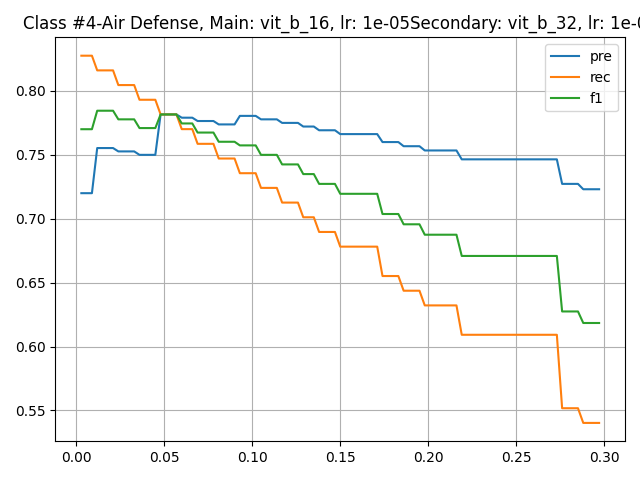 Class #4-Air Defense, Main: vit_b_16, lr: 1e-05Secondary: vit_b_32, lr: 1e-0
pre
rec
f1
0.80
0.75
0.70
0.65
0.60
0.55
0.00 0.05 0.10 0.15 0.20 0.25 0.30